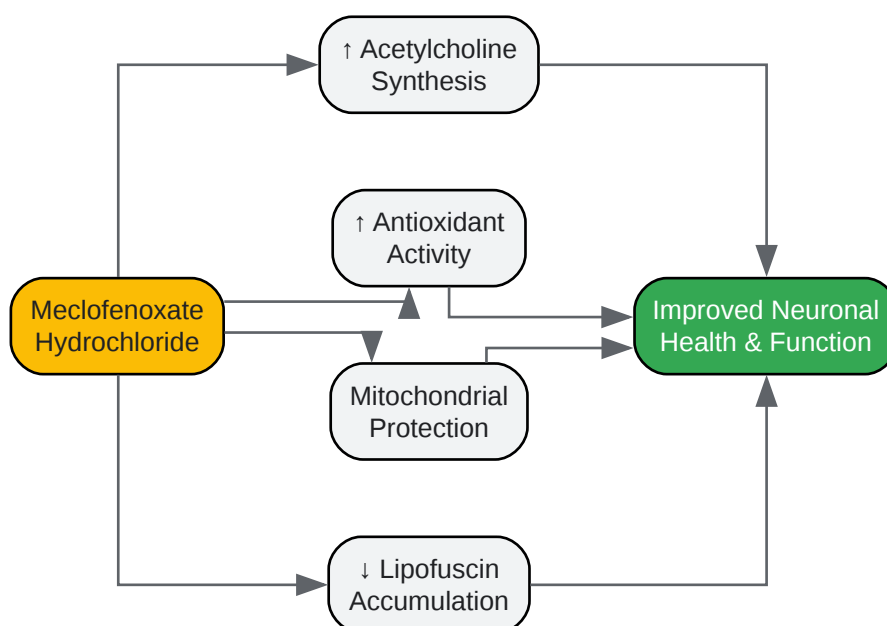 ↑ Acetylcholine
Synthesis
↑ Antioxidant
Activity
Meclofenoxate
Hydrochloride
Improved Neuronal
Health & Function
Mitochondrial
Protection
↓ Lipofuscin
Accumulation